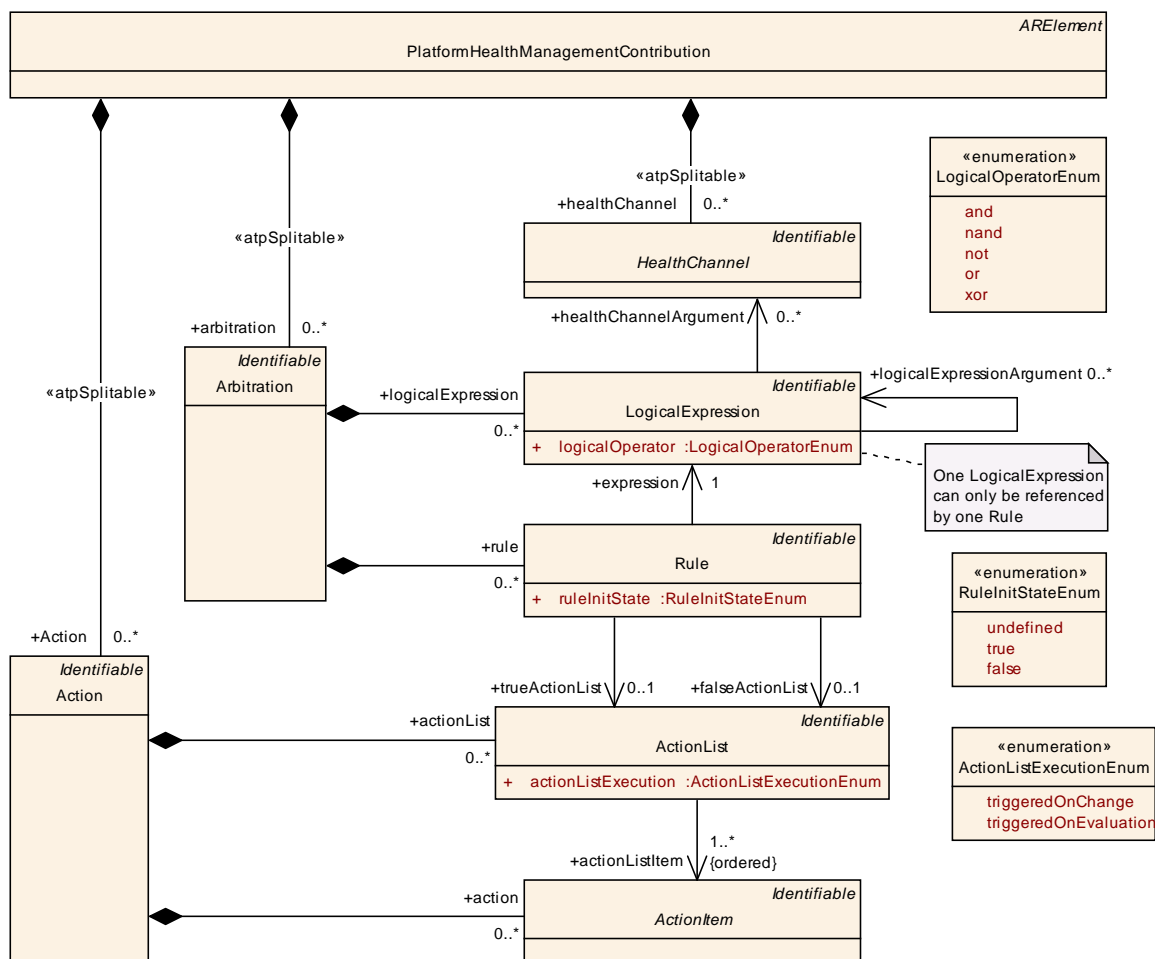 ARElement
PlatformHealthManagementContribution
«enumeration»
LogicalOperatorEnum
and
nand
not
or
xor
«atpSplitable»
+healthChannel 0..*
«atpSplitable»
Identifiable
HealthChannel
+healthChannelArgument 0..*
+arbitration 0..*
Identifiable
Arbitration
«atpSplitable»
+logicalExpression
0..*
Identifiable
LogicalExpression
+ logicalOperator :LogicalOperatorEnum
+logicalExpressionArgument 0..*
One LogicalExpression
can only be referenced
by one Rule
+expression 1
+rule
0..*
Identifiable
Rule
+ ruleInitState :RuleInitStateEnum
«enumeration»
RuleInitStateEnum
undefined
true
false
+Action 0..*
Identifiable
Action
+trueActionList 0..1
+falseActionList 0..1
+actionList
0..*
Identifiable
ActionList
+ actionListExecution :ActionListExecutionEnum
«enumeration»
ActionListExecutionEnum
triggeredOnChange
triggeredOnEvaluation
1..*
+actionListItem {ordered}
+action
0..*
Identifiable
ActionItem